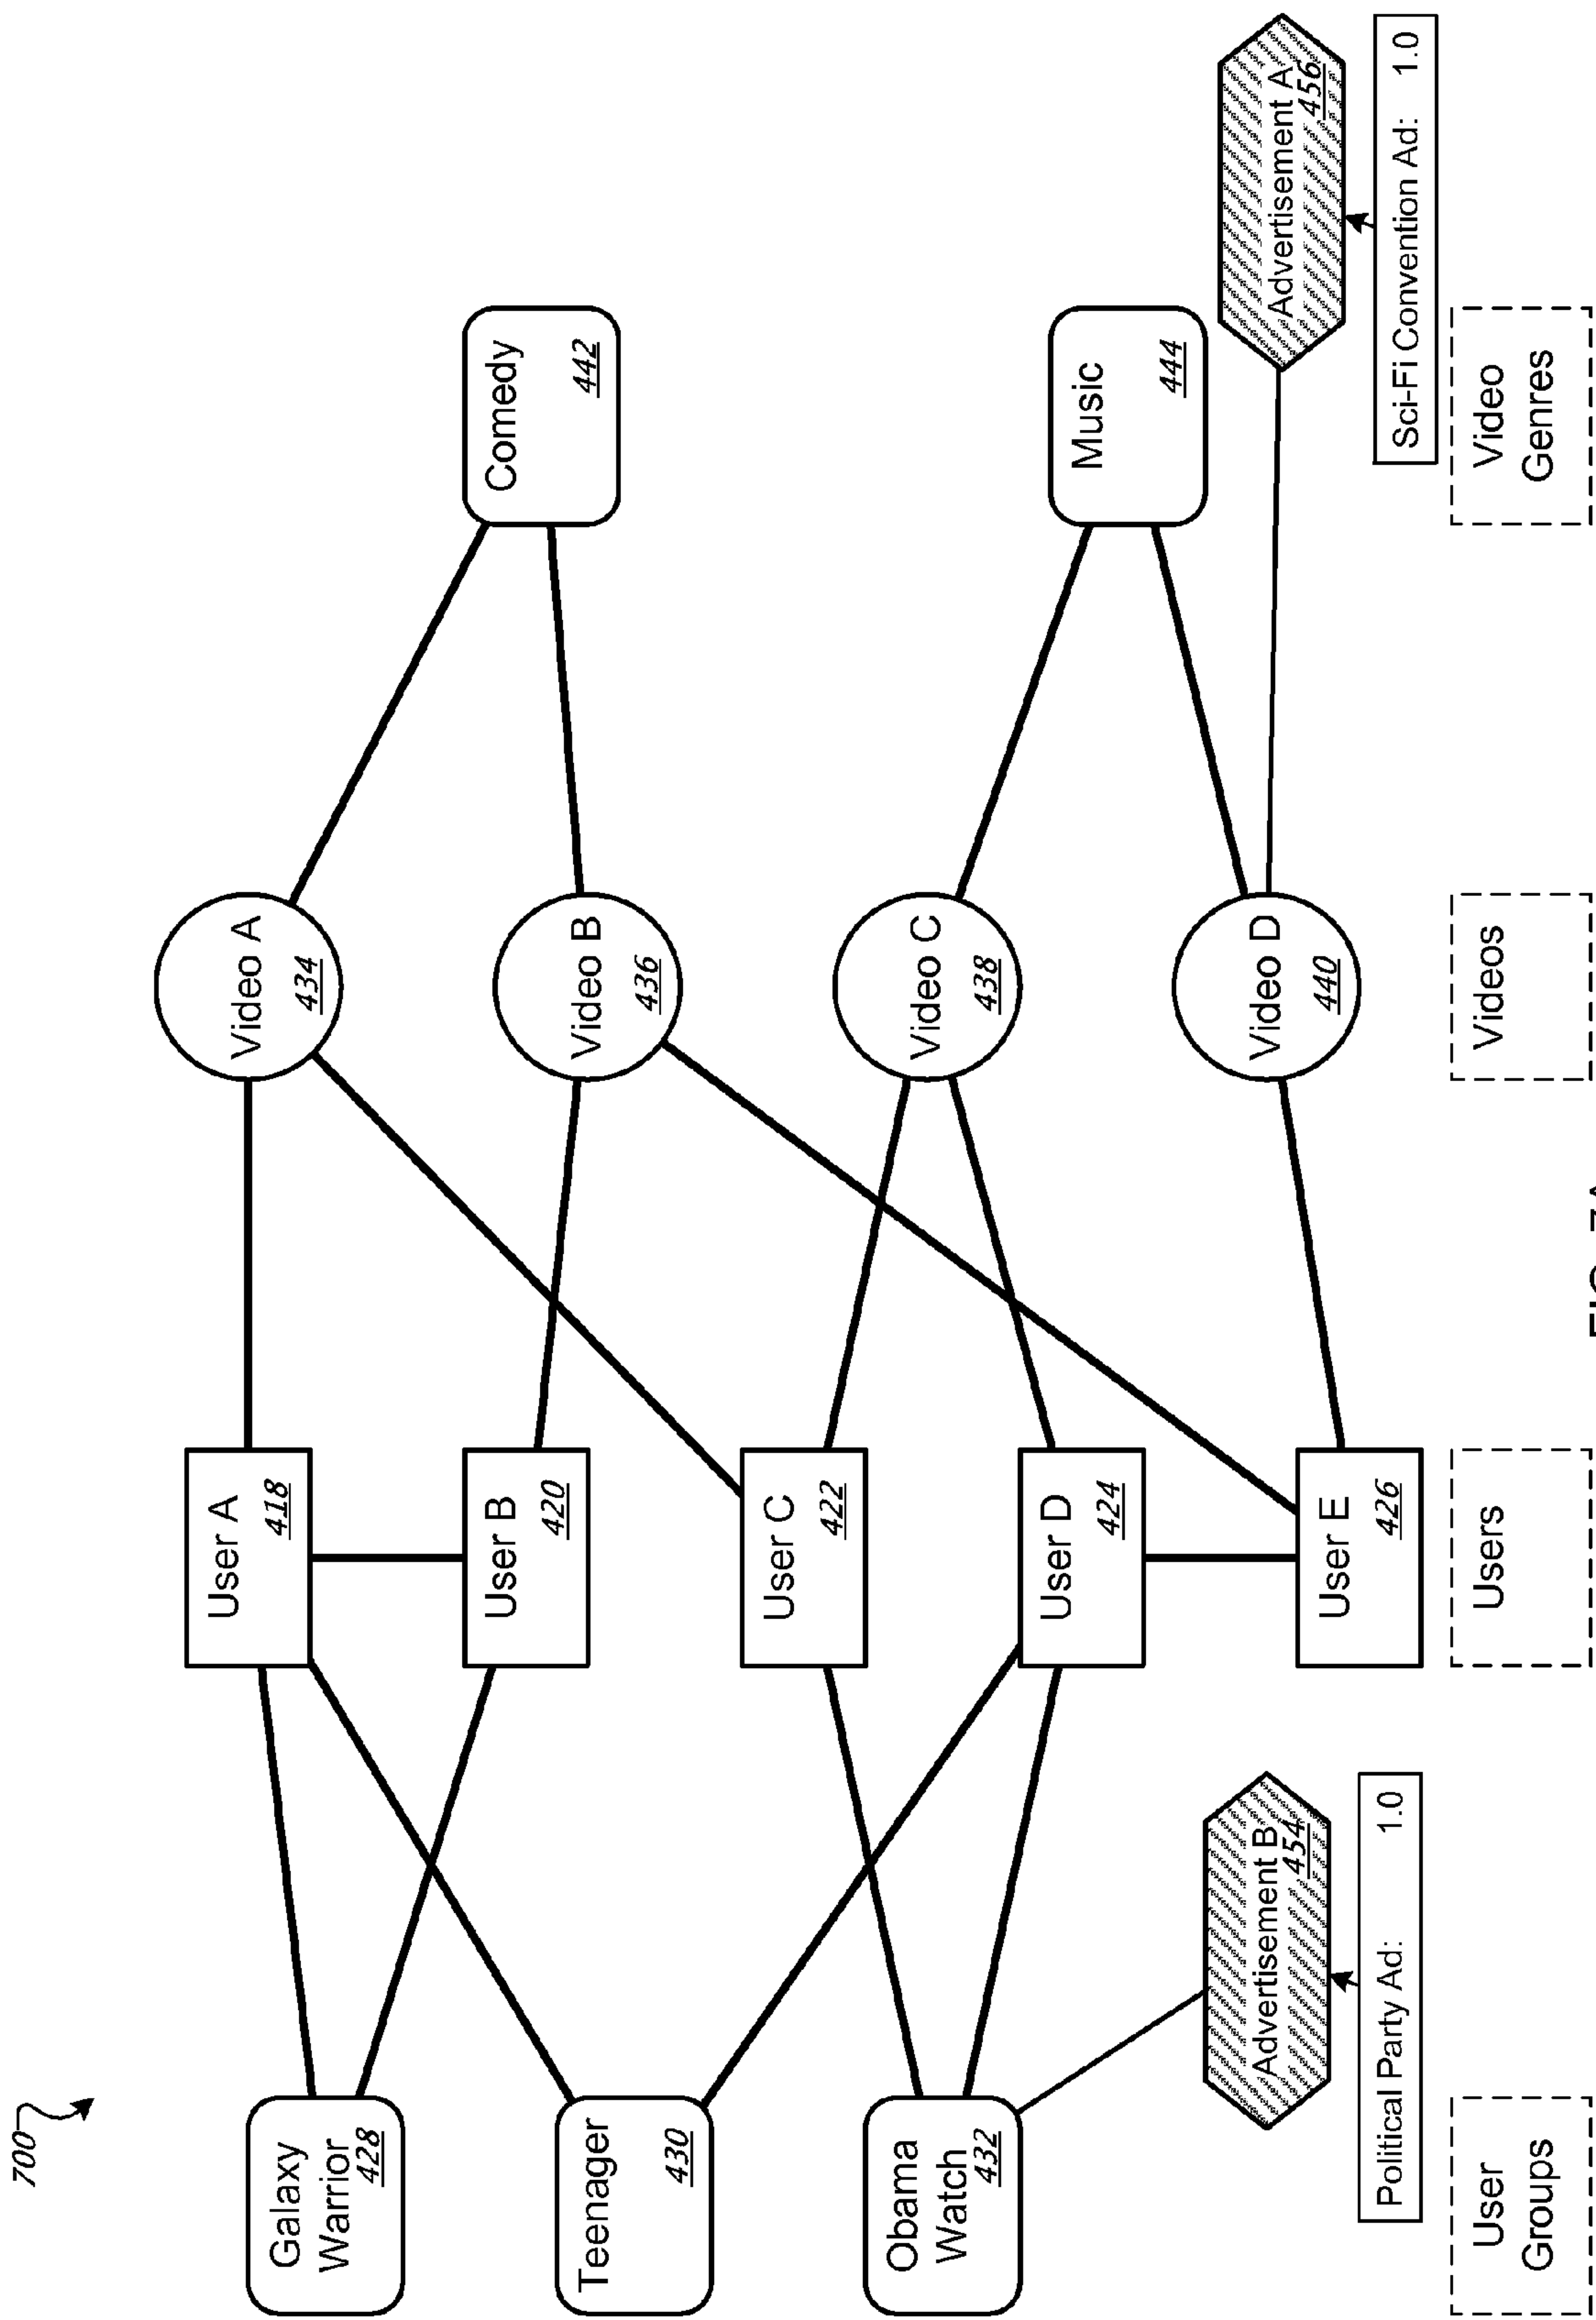 700
Galaxy
Warrior
428
Teenager
430
Obama
Watch
432
User A
418
User B
420
User C
422
User D
424
User E
426
Video A
434
Video B
436
Video C
438
Video D
440
Comedy
442
Music
444
Advertisement B
454
Political Party Ad: 1.0
Advertisement A
456
Sci-Fi Convention Ad: 1.0
User
Groups
Users
Videos
Video
Genres